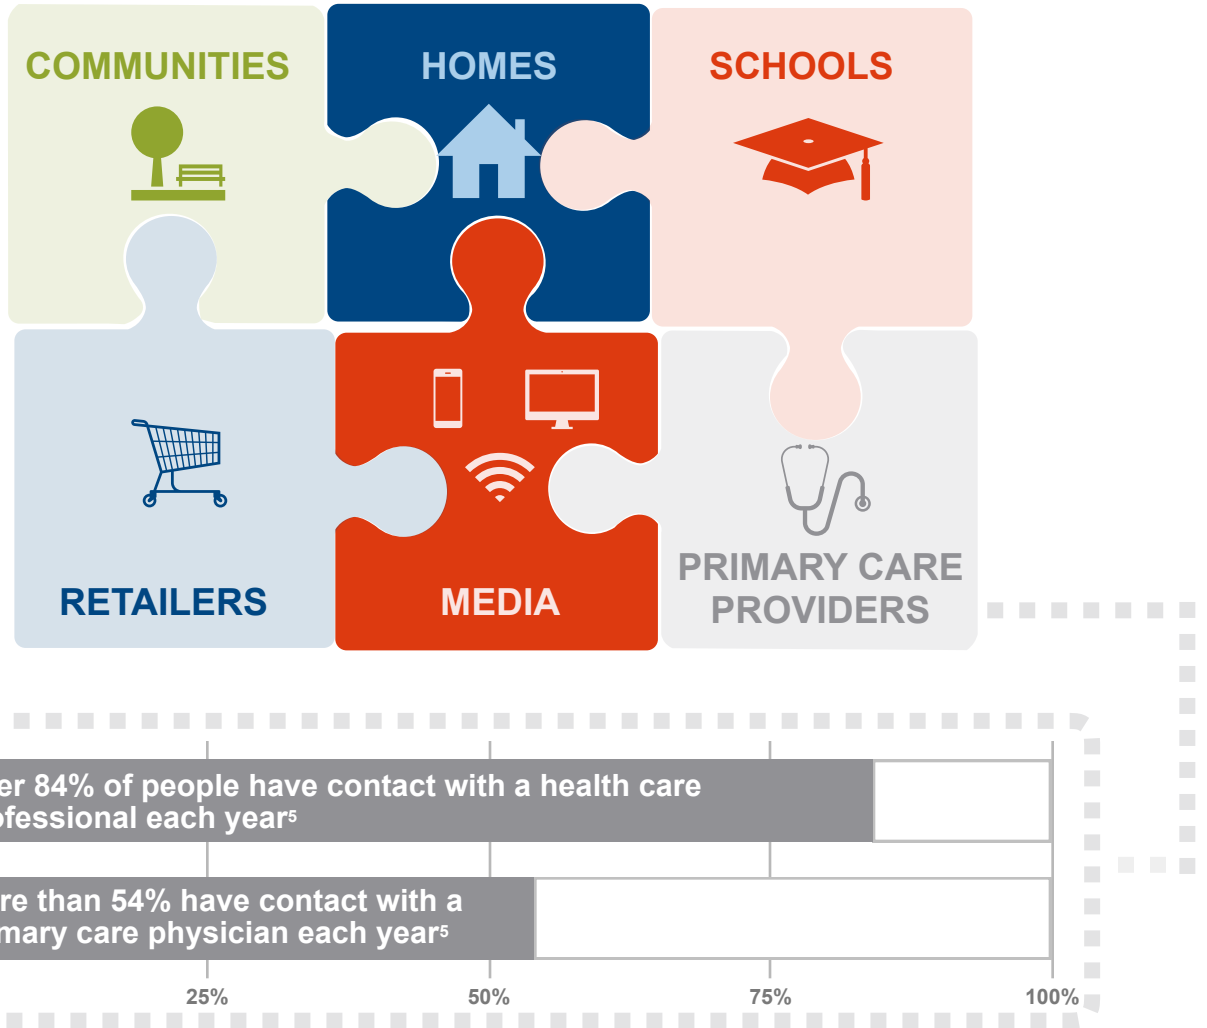 COMMUNITIES
HOMES
SCHOOLS
RETAILERS
MEDIA
PRIMARY CARE
PROVIDERS
er 84% of people have contact with a health care
ofessional each year⁵
re than 54% have contact with a
mary care physician each year⁵
25%
50%
75%
100%